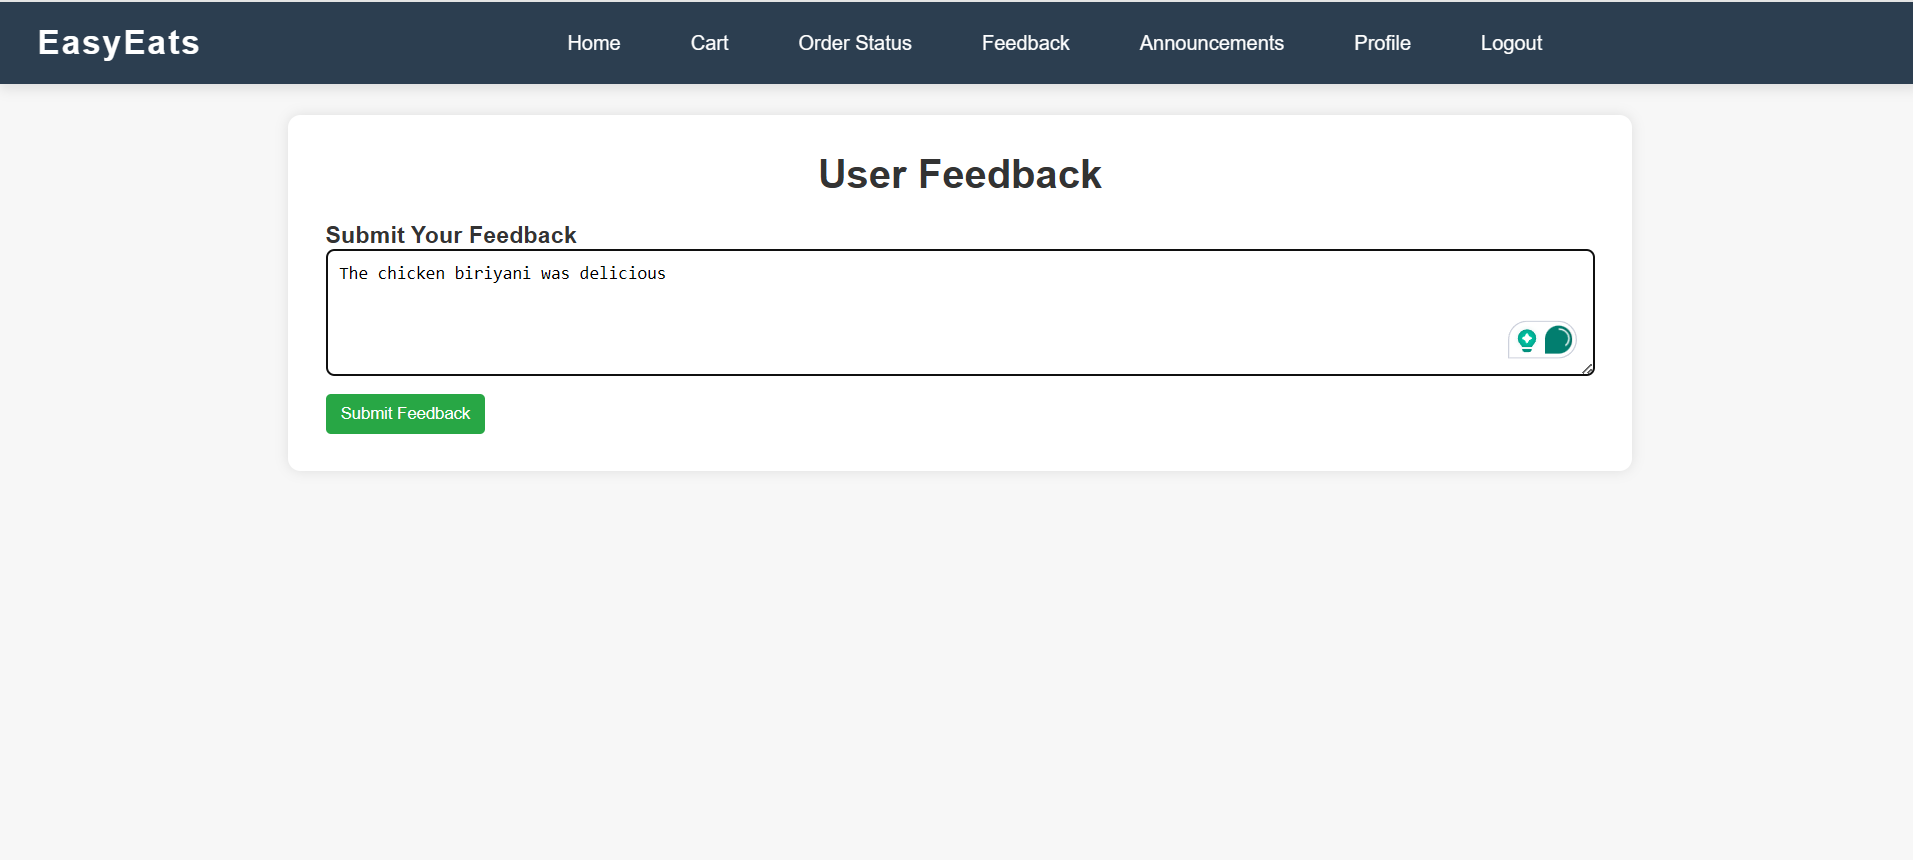 EasyEats Home Cart Order Status Feedback Announcements Profile Logout
User Feedback
Submit Your Feedback
The chicken biriyani was delicious
Submit Feedback